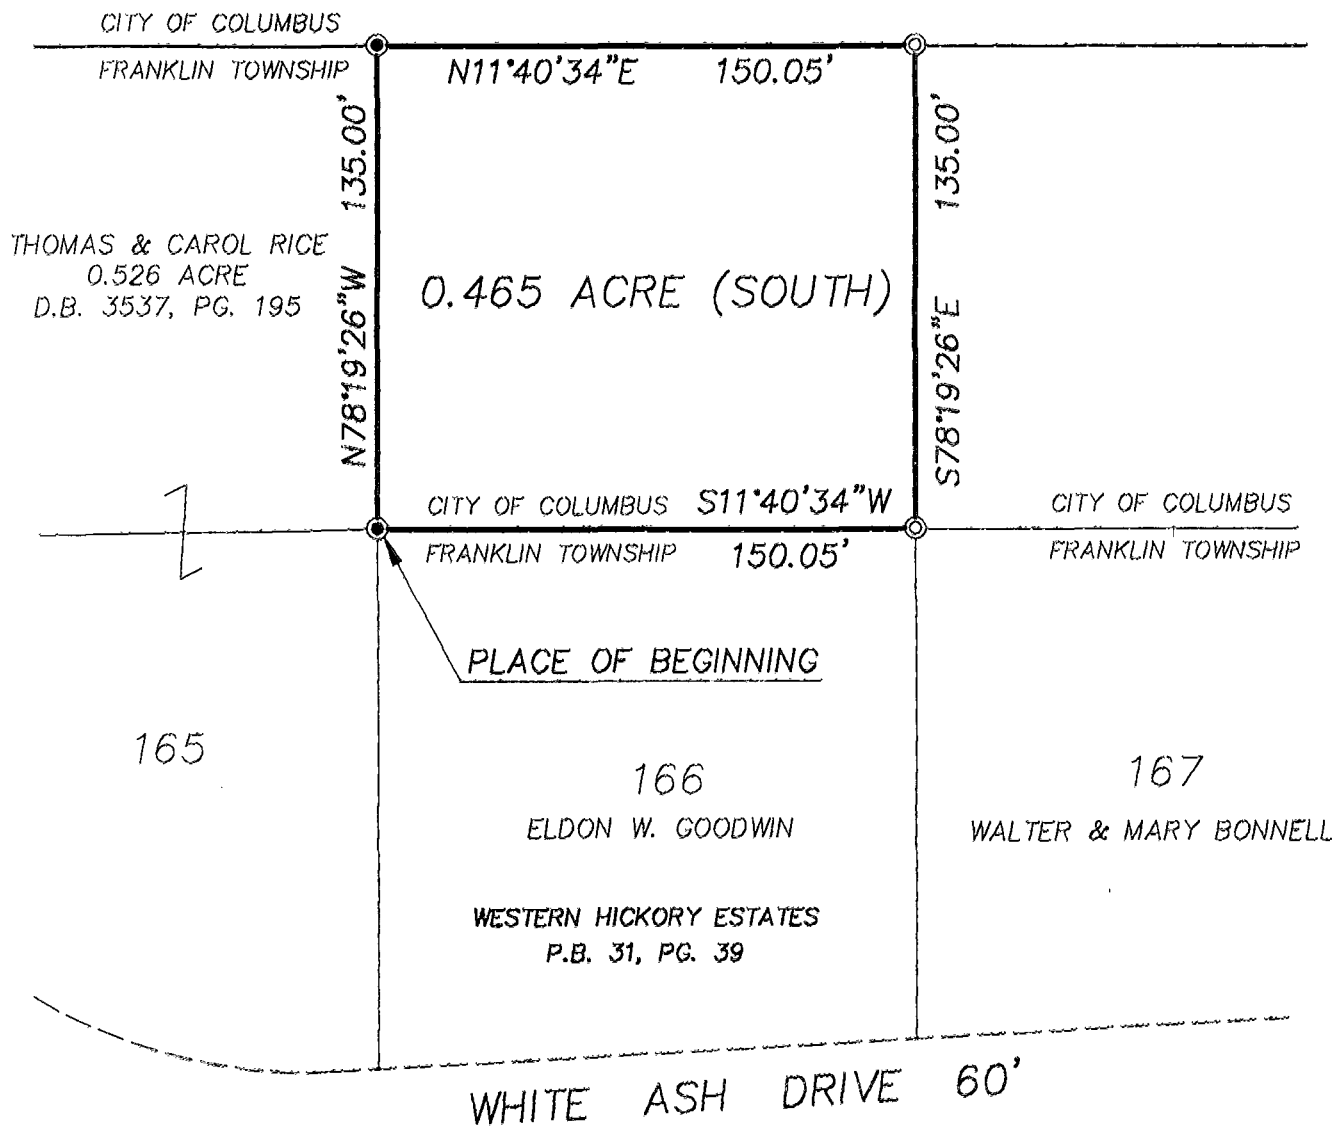 CITY OF COLUMBUS
FRANKLIN TOWNSHIP
N11°40'34"E 150.05'
135.00'
N78°19'26"W
135.00'
S78°19'26"E
THOMAS & CAROL RICE
0.526 ACRE
D.B. 3537, PG. 195
0.465 ACRE (SOUTH)
CITY OF COLUMBUS S11°40'34"W
FRANKLIN TOWNSHIP 150.05'
CITY OF COLUMBUS
FRANKLIN TOWNSHIP
PLACE OF BEGINNING
165
166
ELDON W. GOODWIN
167
WALTER & MARY BONNELL
WESTERN HICKORY ESTATES
P.B. 31, PG. 39
WHITE ASH DRIVE 60'